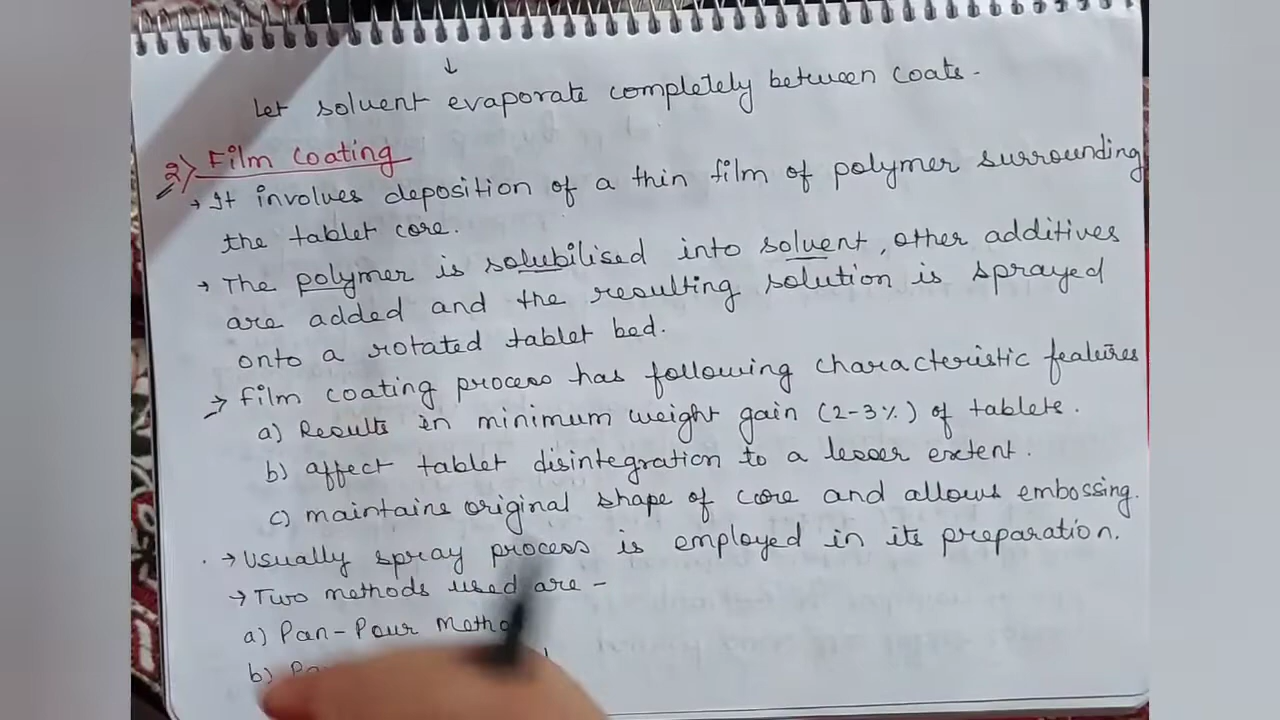 ↓
Let solvent evaporate completely between coats-
2) Film coating
→ It involves deposition of a thin film of polymer surrounding
the tablet core.
→ The polymer is solubilised into solvent, other additives
are added and the resulting solution is sprayed
onto a rotated tablet bed.
→ film coating process has following characteristic features
a) Results in minimum weight gain (2-3%) of tablets.
b) affect tablet disintegration to a lesser extent.
c) maintains original shape of core and allows embossing.
→ Usually spray process is employed in its preparation.
→ Two methods used are -
a) Pan-Pour Metho
b)